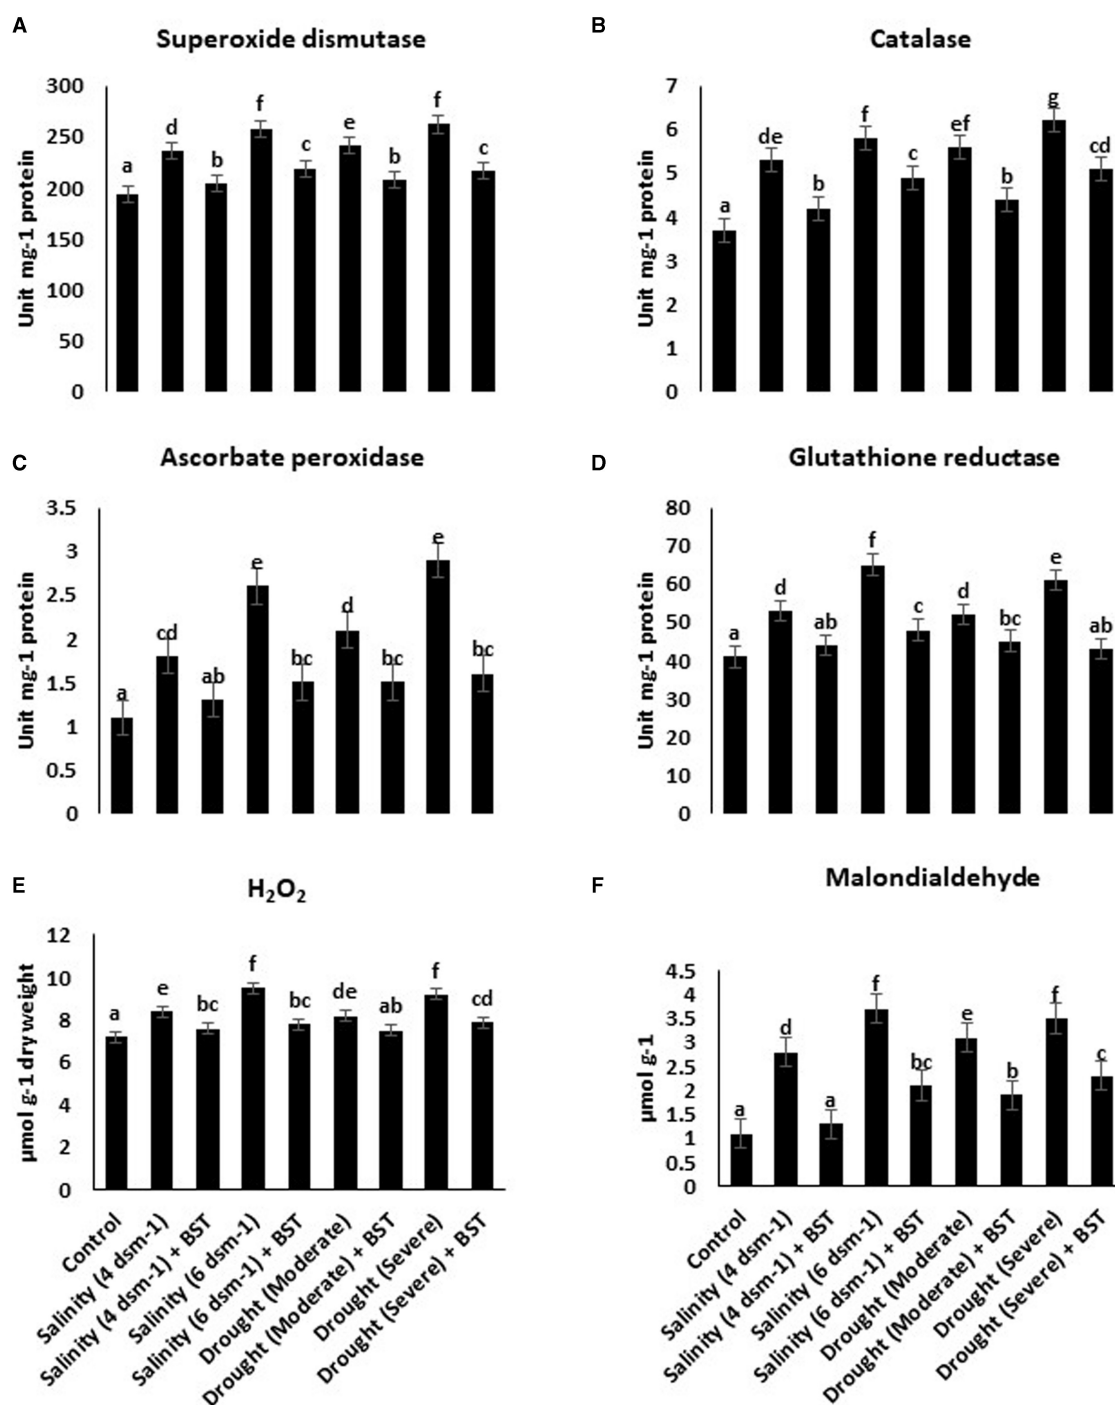 A
Superoxide dismutase
Unit mg-1 protein
300
250
200
150
100
50
0
a
d
b
f
c
e
b
f
c
B
Catalase
Unit mg-1 protein
7
6
5
4
3
2
1
0
a
de
b
f
c
ef
b
g
cd
C
Ascorbate peroxidase
Unit mg-1 protein
3.5
3
2.5
2
1.5
1
0.5
0
a
cd
ab
e
bc
d
bc
e
bc
D
Glutathione reductase
Unit mg-1 protein
80
70
60
50
40
30
20
10
0
a
d
ab
f
c
d
bc
e
ab
E
H₂O₂
µmol g-1 dry weight
12
10
8
6
4
2
0
a
e
bc
f
bc
de
ab
f
cd
Control
Salinity (4 dsm-1)
Salinity (4 dsm-1) + BST
Salinity (6 dsm-1)
Salinity (6 dsm-1) + BST
Drought (Moderate)
Drought (Moderate) + BST
Drought (Severe)
Drought (Severe) + BST
F
Malondialdehyde
µmol g-1
4.5
4
3.5
3
2.5
2
1.5
1
0.5
0
a
d
a
f
bc
e
b
f
c
Control
Salinity (4 dsm-1)
Salinity (4 dsm-1) + BST
Salinity (6 dsm-1)
Salinity (6 dsm-1) + BST
Drought (Moderate)
Drought (Moderate) + BST
Drought (Severe)
Drought (Severe) + BST